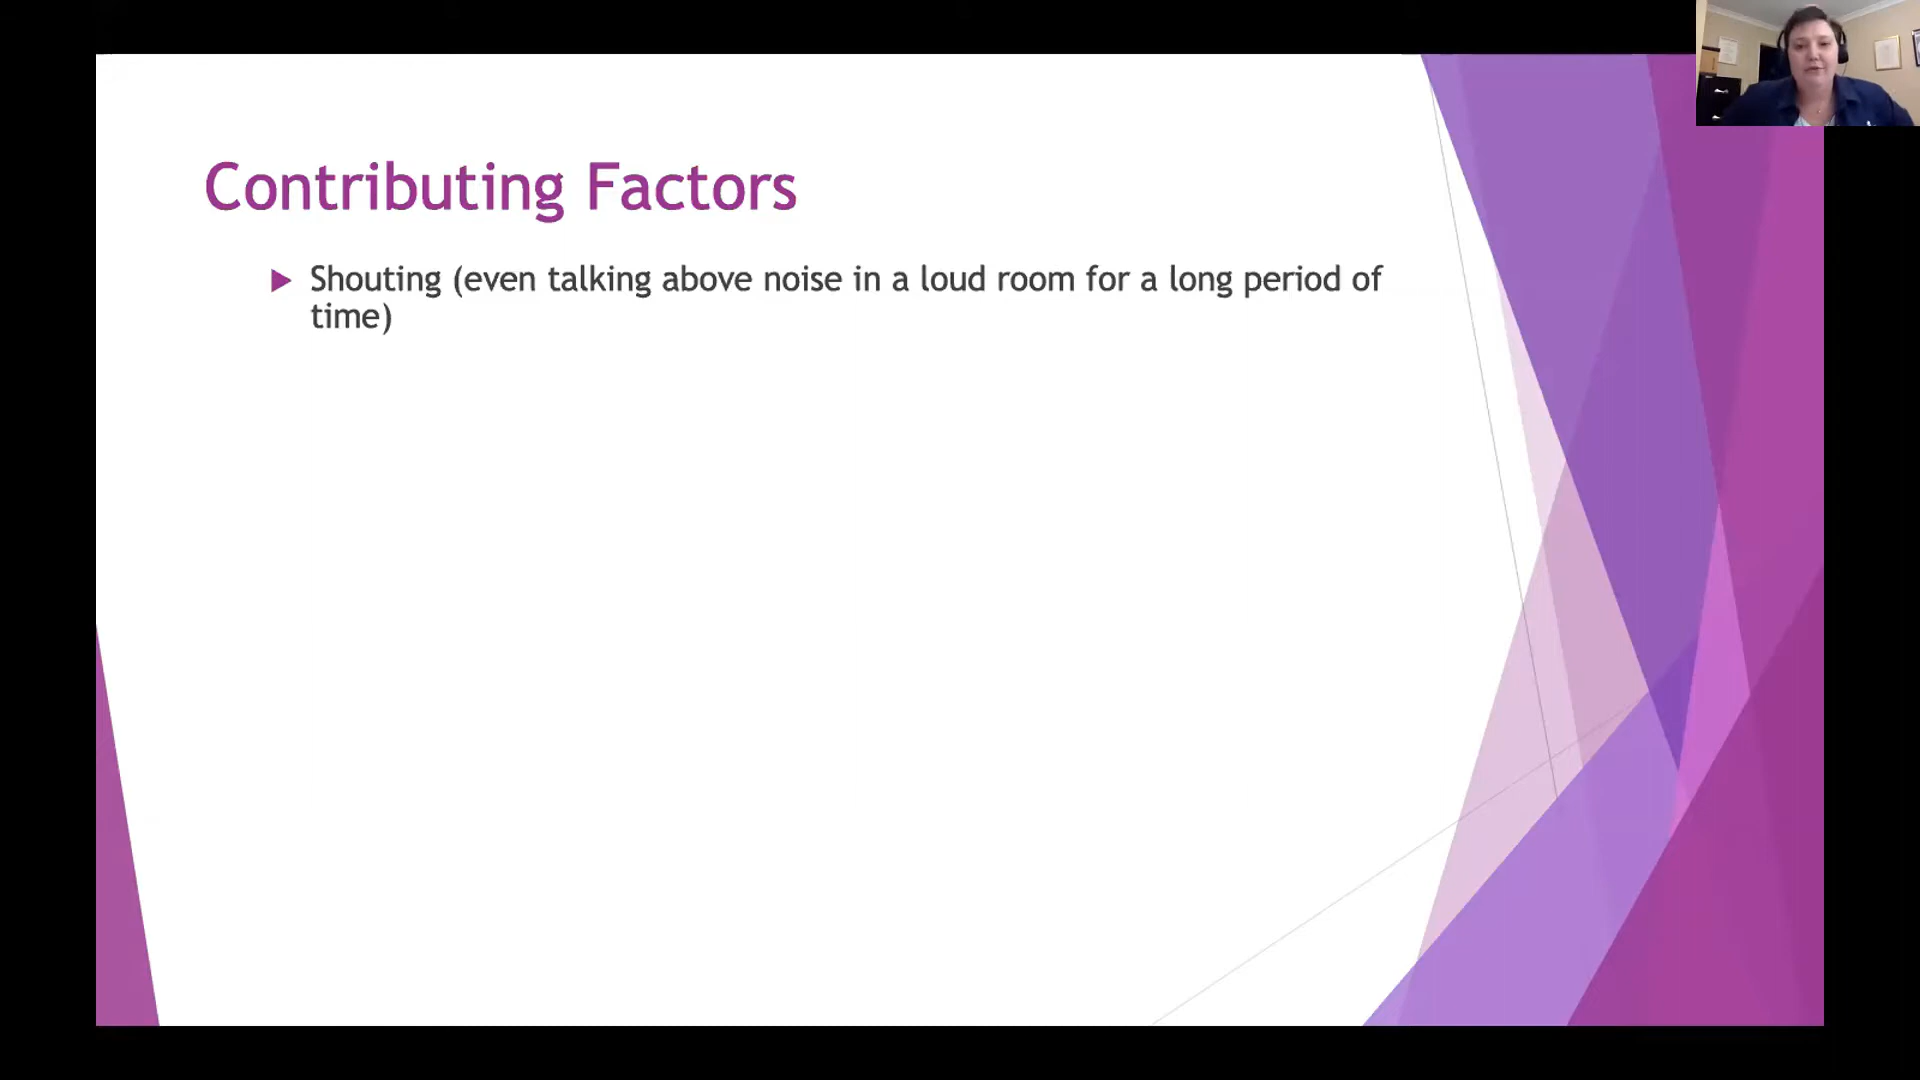 Contributing Factors
Shouting (even talking above noise in a loud room for a long period of
time)